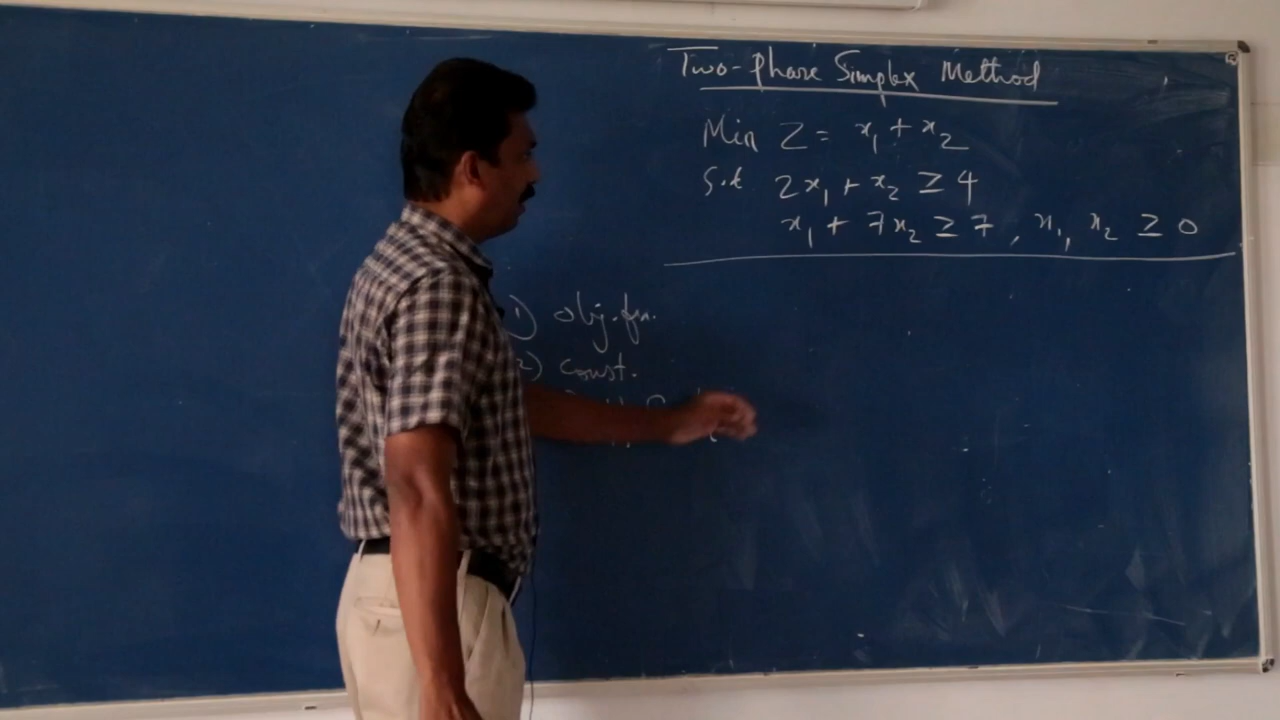 Two-phase Simplex Method
Min Z = x₁ + x₂
S.t 2x₁ + x₂ ≥ 4
x₁ + 7x₂ ≥ 7, x₁, x₂ ≥ 0
1) obj. fn.
2) const.